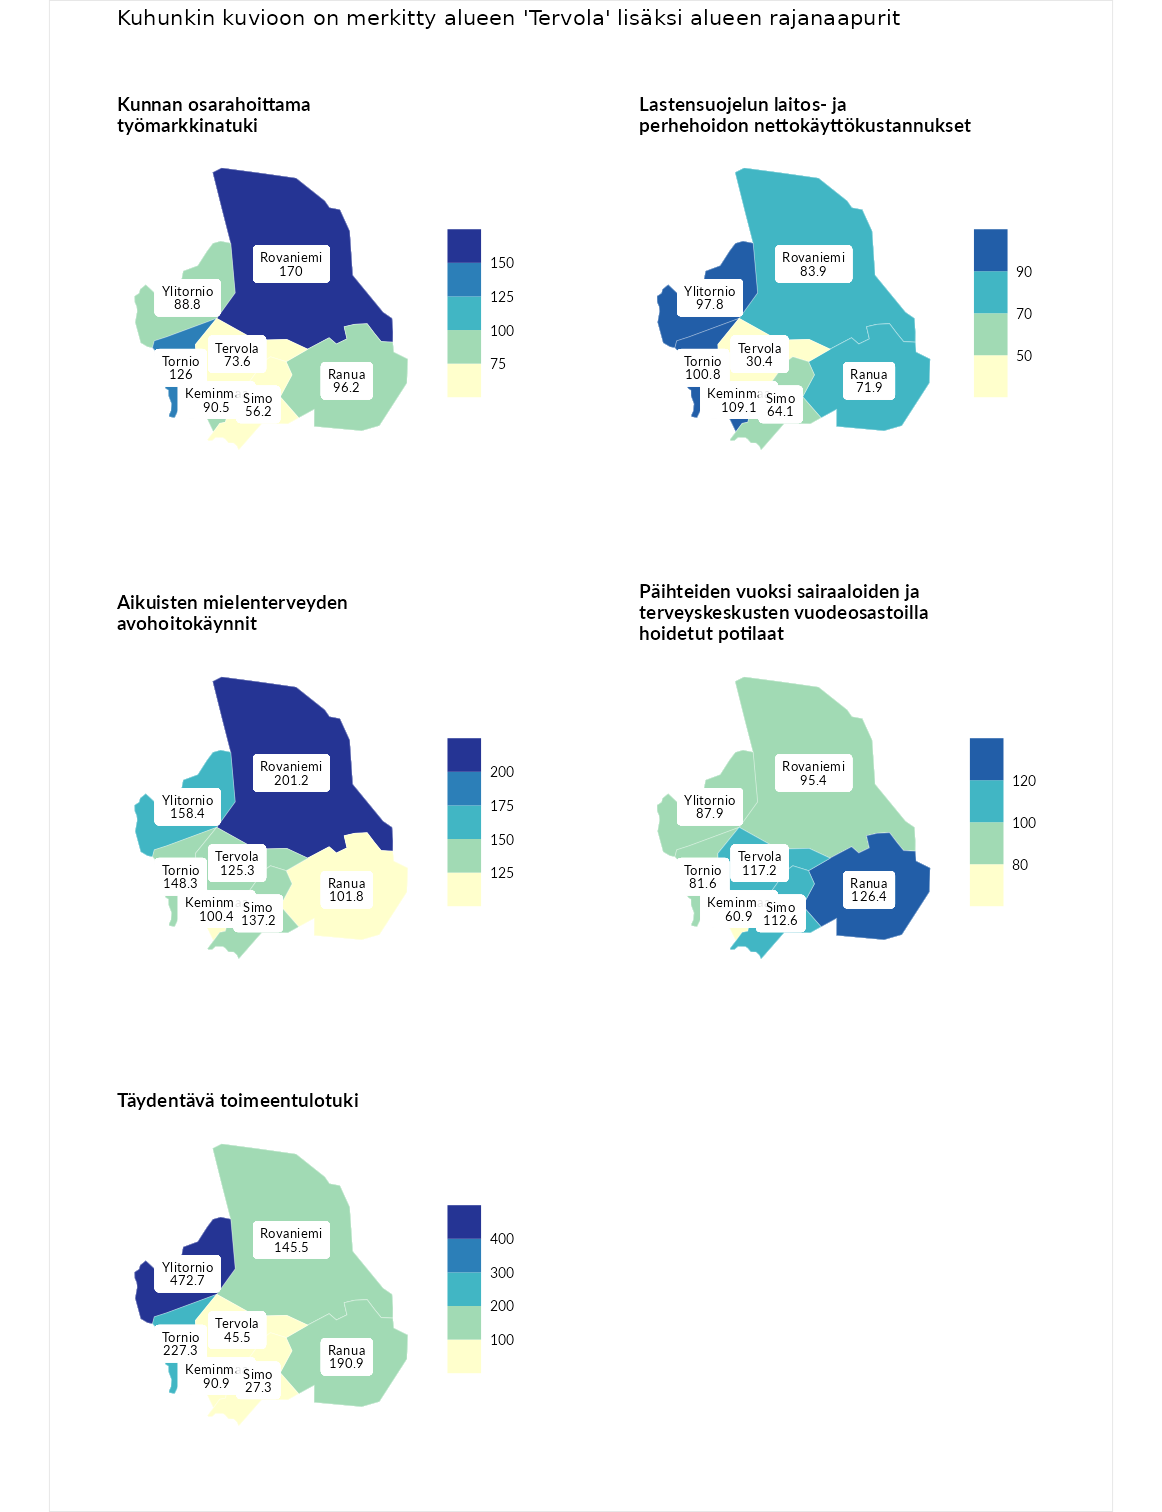 Kuhunkin kuvioon on merkitty alueen 'Tervola' lisäksi alueen rajanaapurit
Kunnan osarahoittama
työmarkkinatuki
Rovaniemi
170
Ylitornio
88.8
Tervola
73.6
Tornio
126
Ranua
96.2
Keminma
90.5
Simo
56.2
150
125
100
75
Lastensuojelun laitos- ja
perhehoidon nettokäyttökustannukset
Rovaniemi
83.9
Ylitornio
97.8
Tervola
30.4
Tornio
100.8
Ranua
71.9
Keminma
109.1
Simo
64.1
90
70
50
Aikuisten mielenterveyden
avohoitokäynnit
Rovaniemi
201.2
Ylitornio
158.4
Tervola
125.3
Tornio
148.3
Ranua
101.8
Keminma
100.4
Simo
137.2
200
175
150
125
Päihteiden vuoksi sairaaloiden ja
terveyskeskusten vuodeosastoilla
hoidetut potilaat
Rovaniemi
95.4
Ylitornio
87.9
Tervola
117.2
Tornio
81.6
Ranua
126.4
Keminma
60.9
Simo
112.6
120
100
80
Täydentävä toimeentulotuki
Rovaniemi
145.5
Ylitornio
472.7
Tervola
45.5
Tornio
227.3
Ranua
190.9
Keminma
90.9
Simo
27.3
400
300
200
100